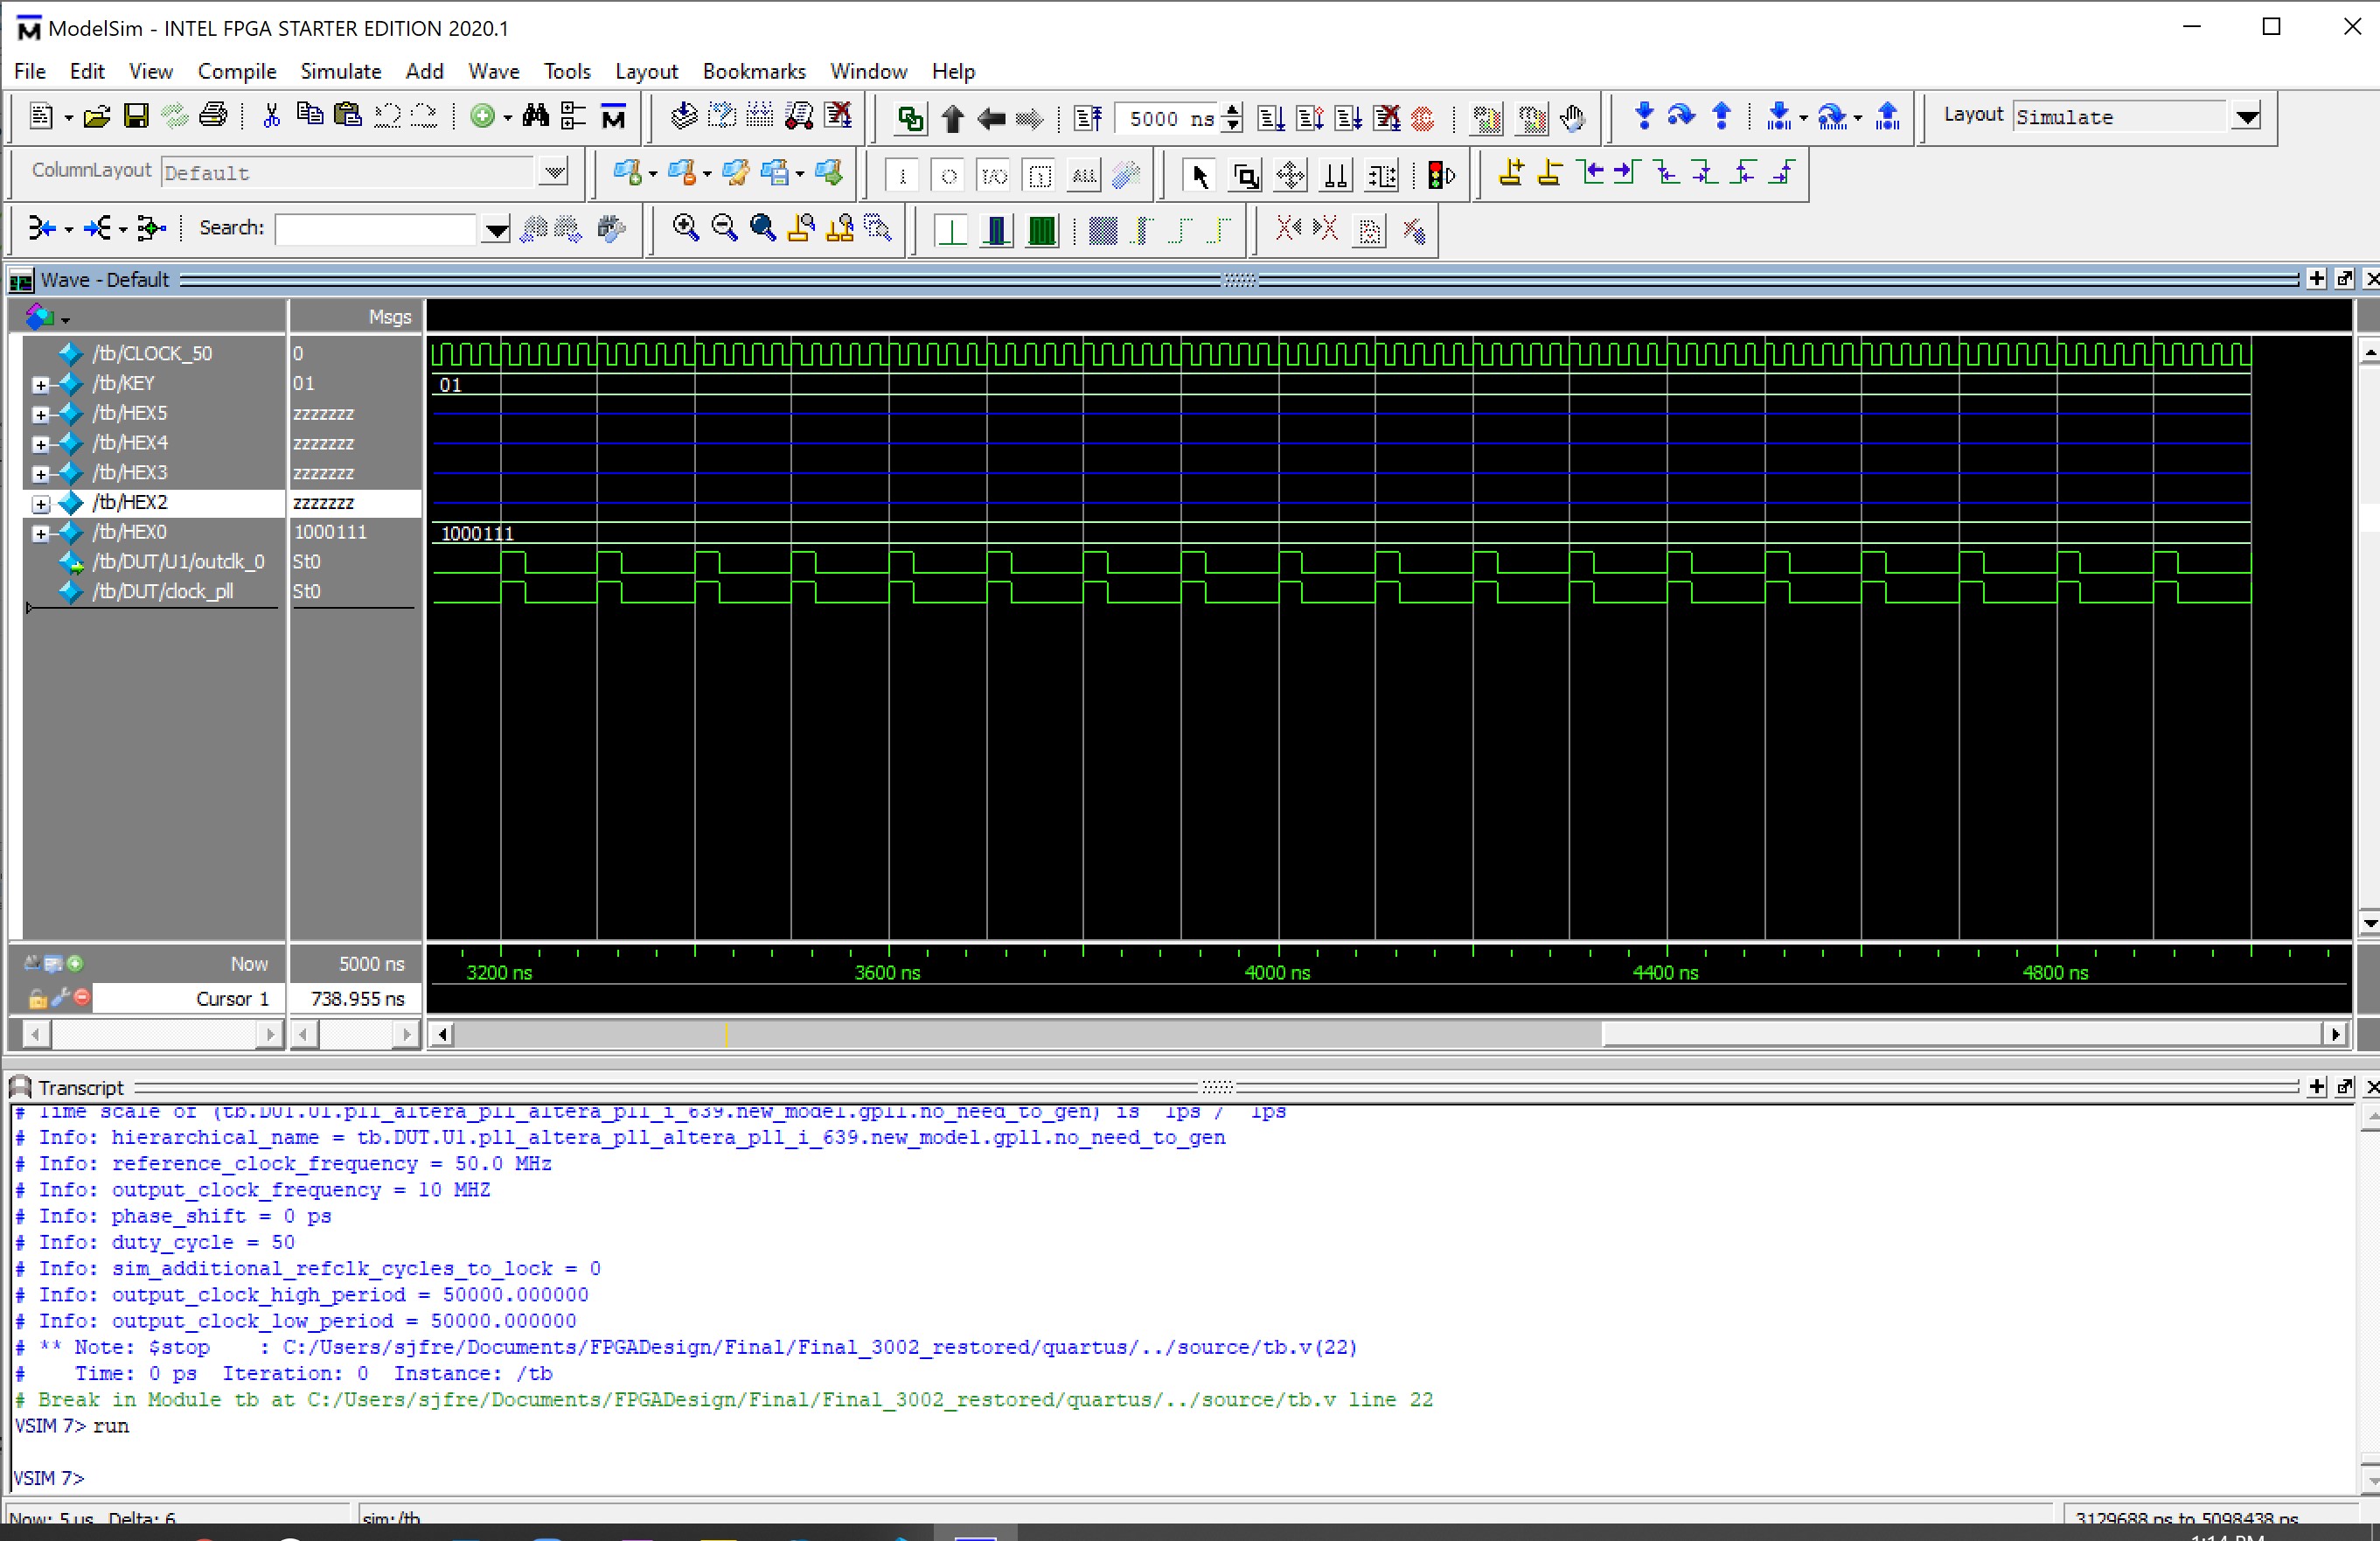 ModelSim - INTEL FPGA STARTER EDITION 2020.1
File Edit View Compile Simulate Add Wave Tools Layout Bookmarks Window Help
5000 ns
Layout Simulate
ColumnLayout Default
Search:
Wave - Default
Msgs
/tb/CLOCK_50 0
/tb/KEY 01 01
/tb/HEX5 zzzzzzz
/tb/HEX4 zzzzzzz
/tb/HEX3 zzzzzzz
/tb/HEX2 zzzzzzz
/tb/HEX0 1000111 1000111
/tb/DUT/U1/outclk_0 St0
/tb/DUT/clock_pll St0
Now 5000 ns 3200 ns 3600 ns 4000 ns 4400 ns 4800 ns
Cursor 1 738.955 ns
Transcript
# Time scale of (tb.DUT.U1.pll_altera_pll_altera_pll_i_639.new_model.gpll.no_need_to_gen) is 1ps / 1ps
# Info: hierarchical_name = tb.DUT.U1.pll_altera_pll_altera_pll_i_639.new_model.gpll.no_need_to_gen
# Info: reference_clock_frequency = 50.0 MHz
# Info: output_clock_frequency = 10 MHZ
# Info: phase_shift = 0 ps
# Info: duty_cycle = 50
# Info: sim_additional_refclk_cycles_to_lock = 0
# Info: output_clock_high_period = 50000.000000
# Info: output_clock_low_period = 50000.000000
# ** Note: $stop : C:/Users/sjfre/Documents/FPGADesign/Final/Final_3002_restored/quartus/../source/tb.v(22)
# Time: 0 ps Iteration: 0 Instance: /tb
# Break in Module tb at C:/Users/sjfre/Documents/FPGADesign/Final/Final_3002_restored/quartus/../source/tb.v line 22
VSIM 7> run
VSIM 7>
Now: 5 us Delta: 6 sim:/tb 3129688 ps to 5098438 ps
1:14 PM